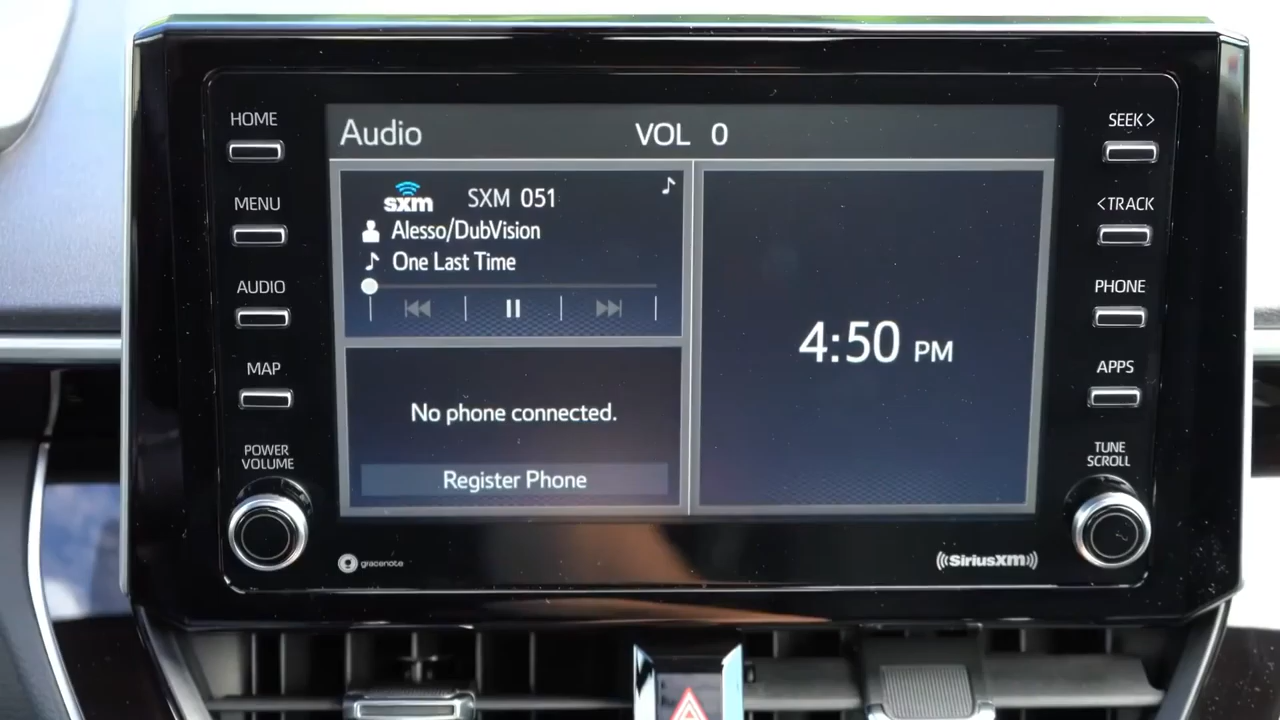 HOME
MENU
AUDIO
MAP
POWER
VOLUME
Audio VOL 0
sxm SXM 051
Alesso/DubVision
One Last Time
No phone connected.
Register Phone
4:50 PM
SEEK>
<TRACK
PHONE
APPS
TUNE
SCROLL
gracenote
SiriusXM